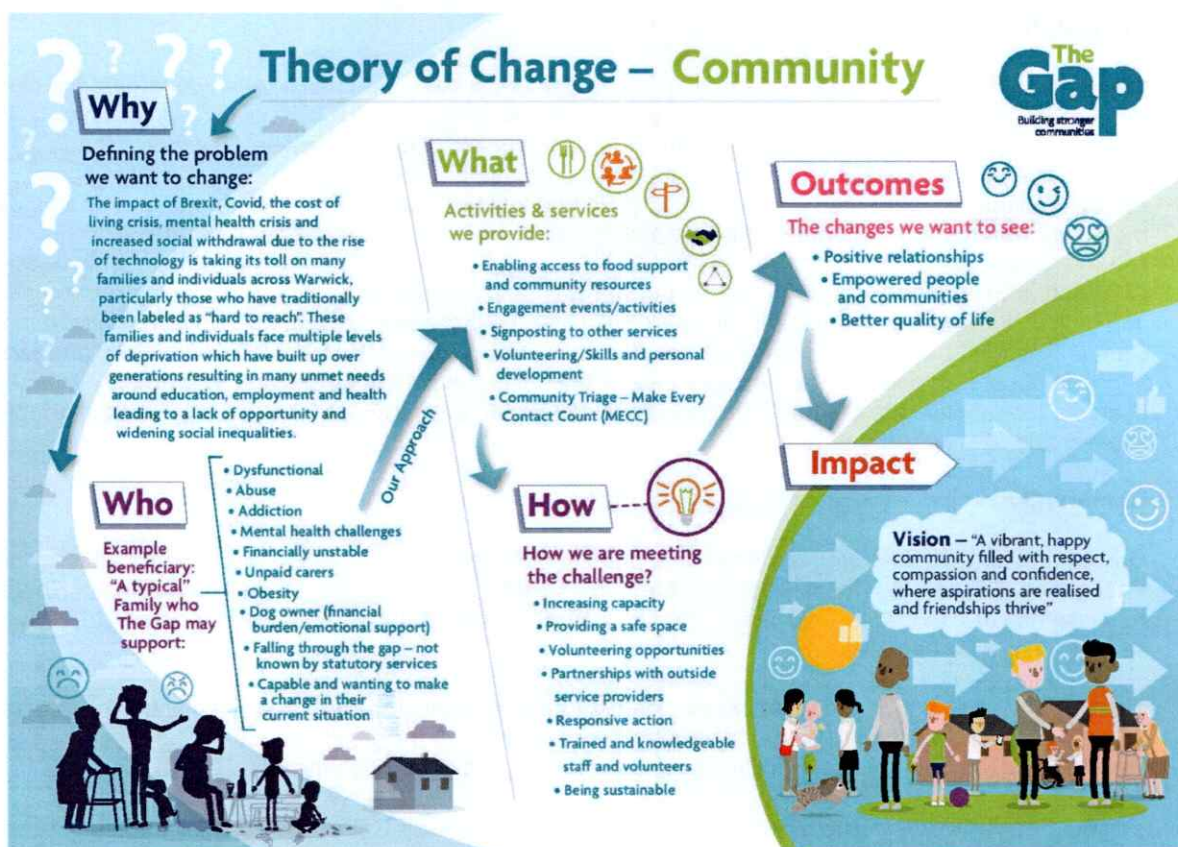 Theory of Change – Community
The
Gap
Building stronger
communities
Why
Defining the problem
we want to change:
The impact of Brexit, Covid, the cost of
living crisis, mental health crisis and
increased social withdrawal due to the rise
of technology is taking its toll on many
families and individuals across Warwick,
particularly those who have traditionally
been labeled as "hard to reach". These
families and individuals face multiple levels
of deprivation which have built up over
generations resulting in many unmet needs
around education, employment and health
leading to a lack of opportunity and
widening social inequalities.
Who
Example
beneficiary:
"A typical"
Family who
The Gap may
support:
• Dysfunctional
• Abuse
• Addiction
• Mental health challenges
• Financially unstable
• Unpaid carers
• Obesity
• Dog owner (financial
burden/emotional support)
• Falling through the gap – not
known by statutory services
• Capable and wanting to make
a change in their
current situation
Our Approach
What
Activities & services
we provide:
• Enabling access to food support
and community resources
• Engagement events/activities
• Signposting to other services
• Volunteering/Skills and personal
development
• Community Triage – Make Every
Contact Count (MECC)
How
How we are meeting
the challenge?
• Increasing capacity
• Providing a safe space
• Volunteering opportunities
• Partnerships with outside
service providers
• Responsive action
• Trained and knowledgeable
staff and volunteers
• Being sustainable
Outcomes
The changes we want to see:
• Positive relationships
• Empowered people
and communities
• Better quality of life
Impact
Vision – "A vibrant, happy
community filled with respect,
compassion and confidence,
where aspirations are realised
and friendships thrive"